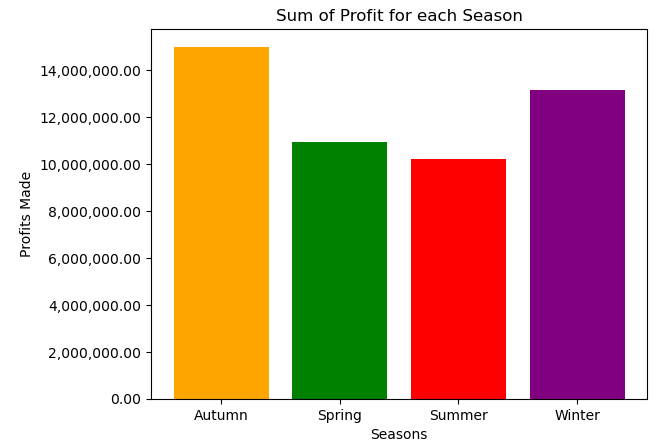 Sum of Profit for each Season
Profits Made
14,000,000.00
12,000,000.00
10,000,000.00
8,000,000.00
6,000,000.00
4,000,000.00
2,000,000.00
0.00
Autumn Spring Summer Winter
Seasons